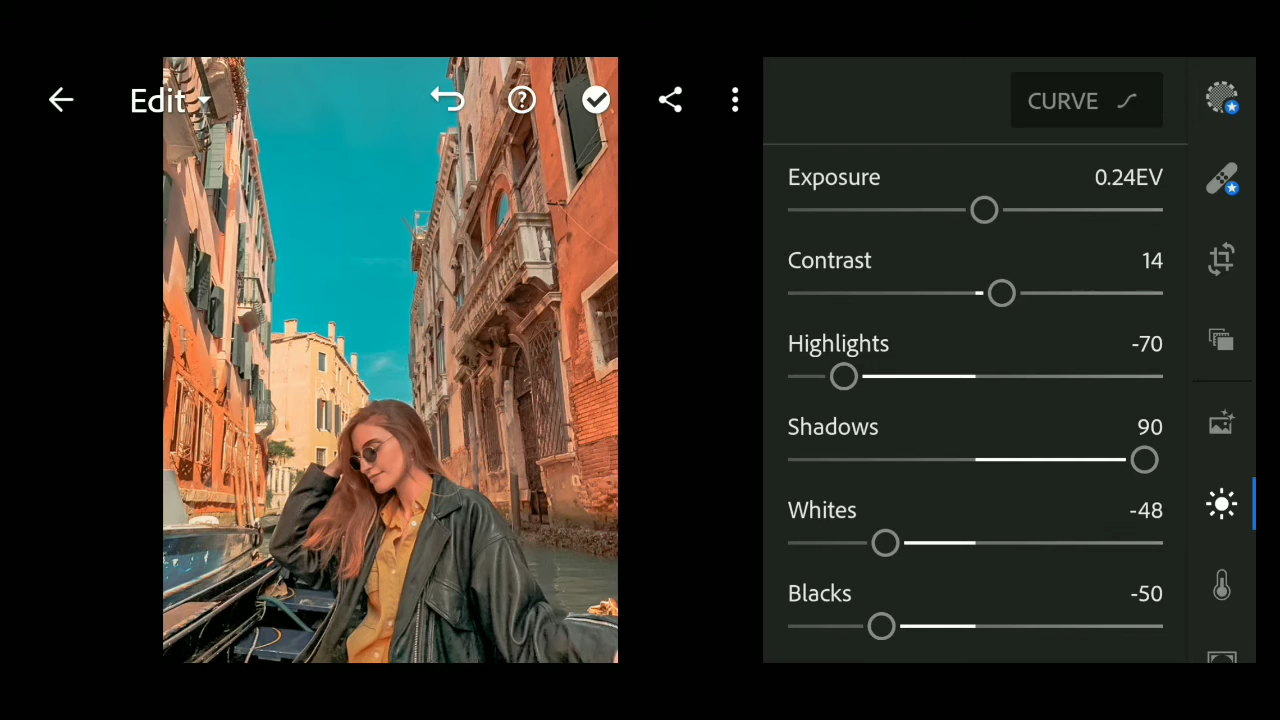 Edit
CURVE
Exposure 0.24EV
Contrast 14
Highlights -70
Shadows 90
Whites -48
Blacks -50